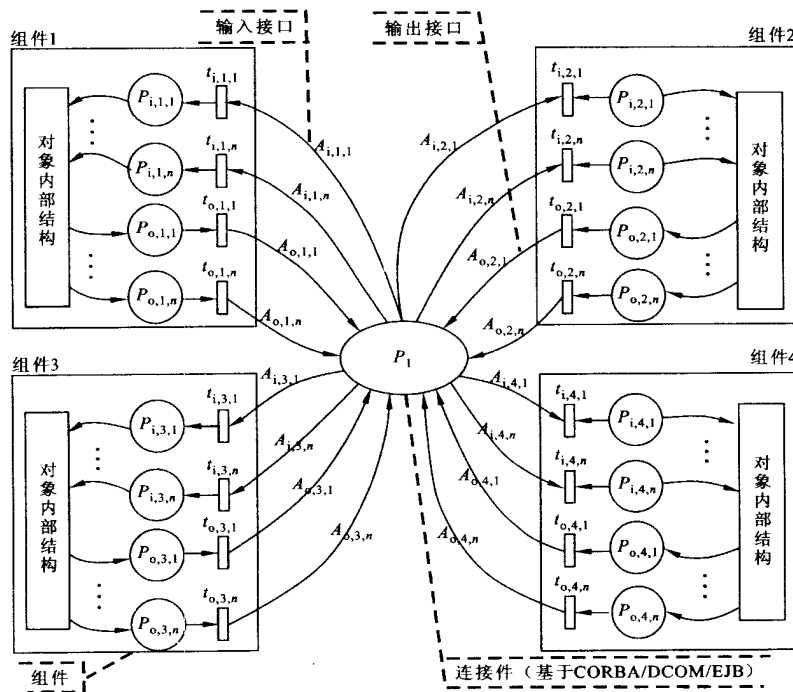 输入接口
输出接口
组件1
对象内部结构
P_{i,1,1}
t_{i,1,1}
P_{i,1,n}
t_{i,1,n}
P_{o,1,1}
t_{o,1,1}
P_{o,1,n}
t_{o,1,n}
A_{i,1,1}
A_{i,1,n}
A_{o,1,1}
A_{o,1,n}
组件2
t_{i,2,1}
P_{i,2,1}
t_{i,2,n}
P_{i,2,n}
t_{o,2,1}
P_{o,2,1}
t_{o,2,n}
P_{o,2,n}
对象内部结构
A_{i,2,1}
A_{i,2,n}
A_{o,2,1}
A_{o,2,n}
P_1
组件3
对象内部结构
P_{i,3,1}
t_{i,3,1}
P_{i,3,n}
t_{i,3,n}
P_{o,3,1}
t_{o,3,1}
P_{o,3,n}
t_{o,3,n}
A_{i,3,1}
A_{i,3,n}
A_{o,3,1}
A_{o,3,n}
组件4
t_{i,4,1}
P_{i,4,1}
t_{i,4,n}
P_{i,4,n}
t_{o,4,1}
P_{o,4,1}
t_{o,4,n}
P_{o,4,n}
对象内部结构
A_{i,4,1}
A_{i,4,n}
A_{o,4,1}
A_{o,4,n}
组件
连接件（基于CORBA/DCOM/EJB）